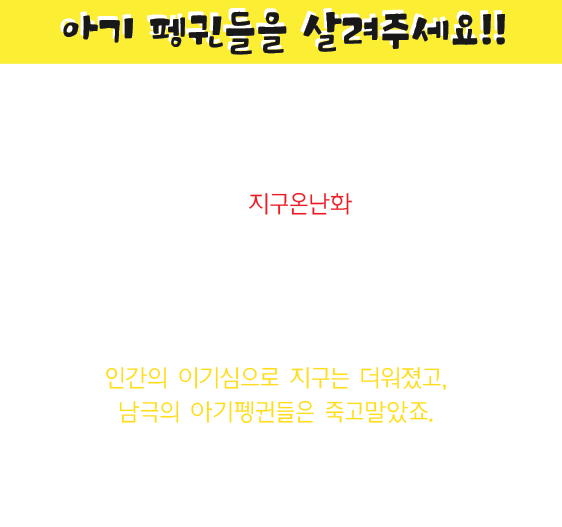 아기 펭귄들을 살려주세요!!
지구온난화
인간의 이기심으로 지구는 더워졌고,
남극의 아기펭귄들은 죽고말았죠.